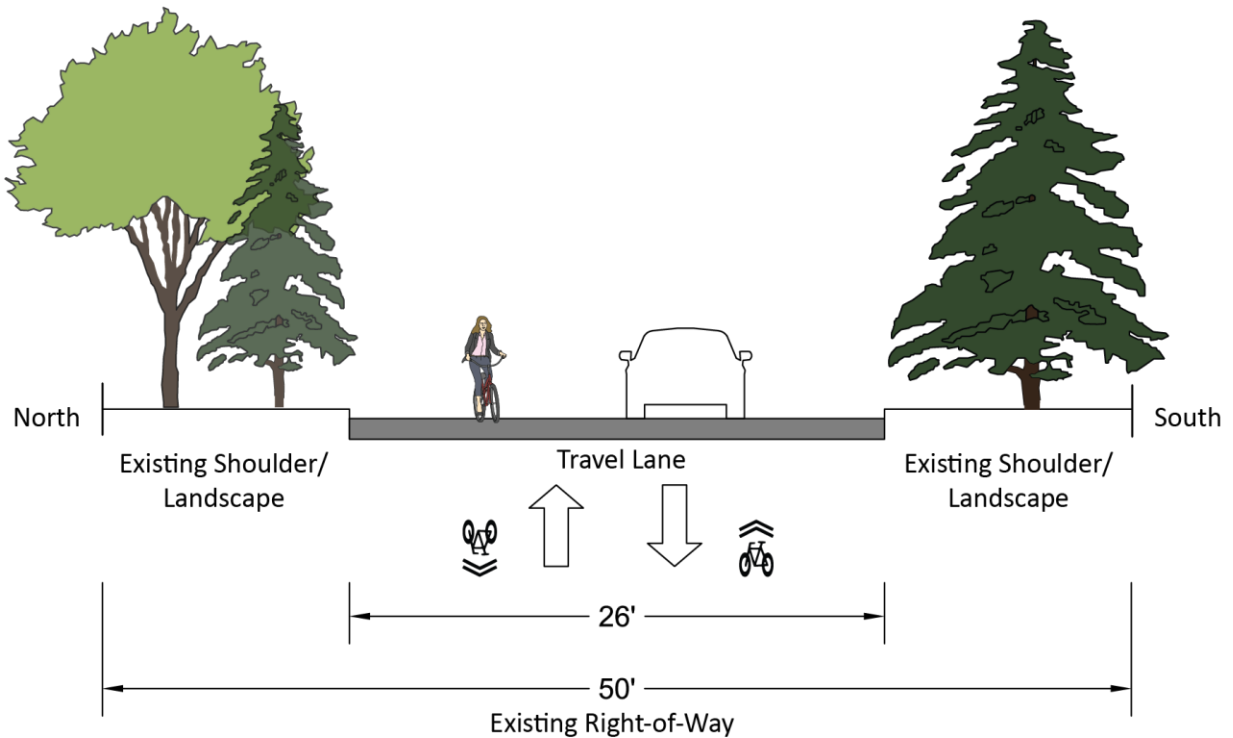 North
South
Existing Shoulder/
Landscape
Travel Lane
Existing Shoulder/
Landscape
26'
50'
Existing Right-of-Way